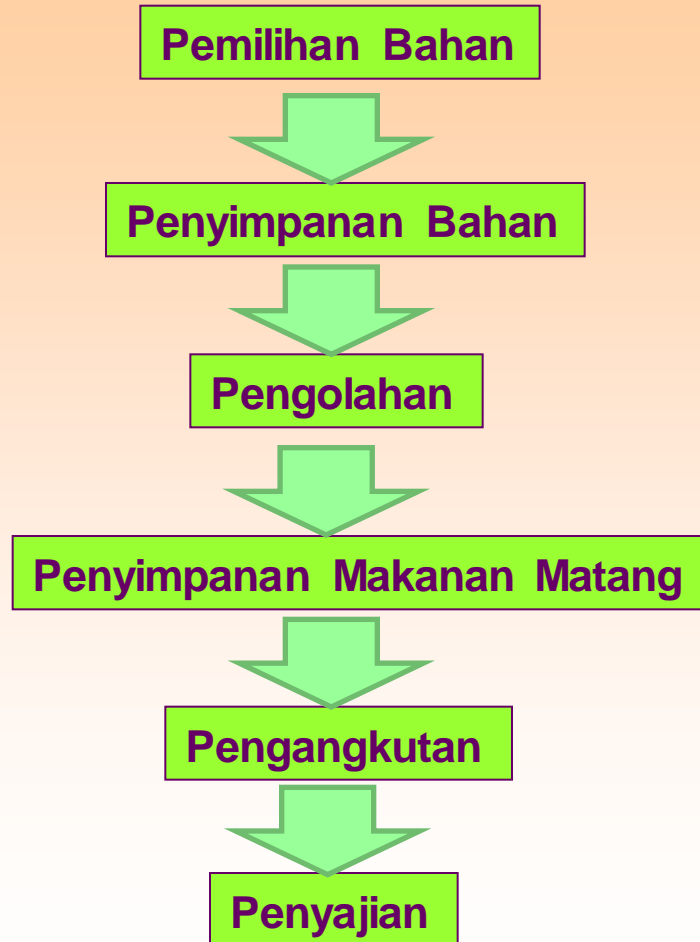 Pemilihan Bahan
Penyimpanan Bahan
Pengolahan
Penyimpanan Makanan Matang
Pengangkutan
Penyajian